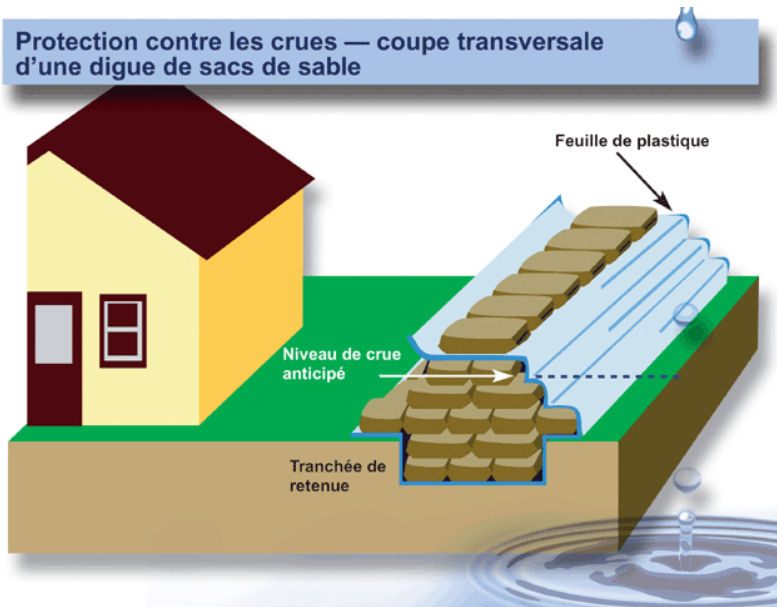 Protection contre les crues — coupe transversale
d'une digue de sacs de sable
Feuille de plastique
Niveau de crue
anticipé
Tranchée de
retenue